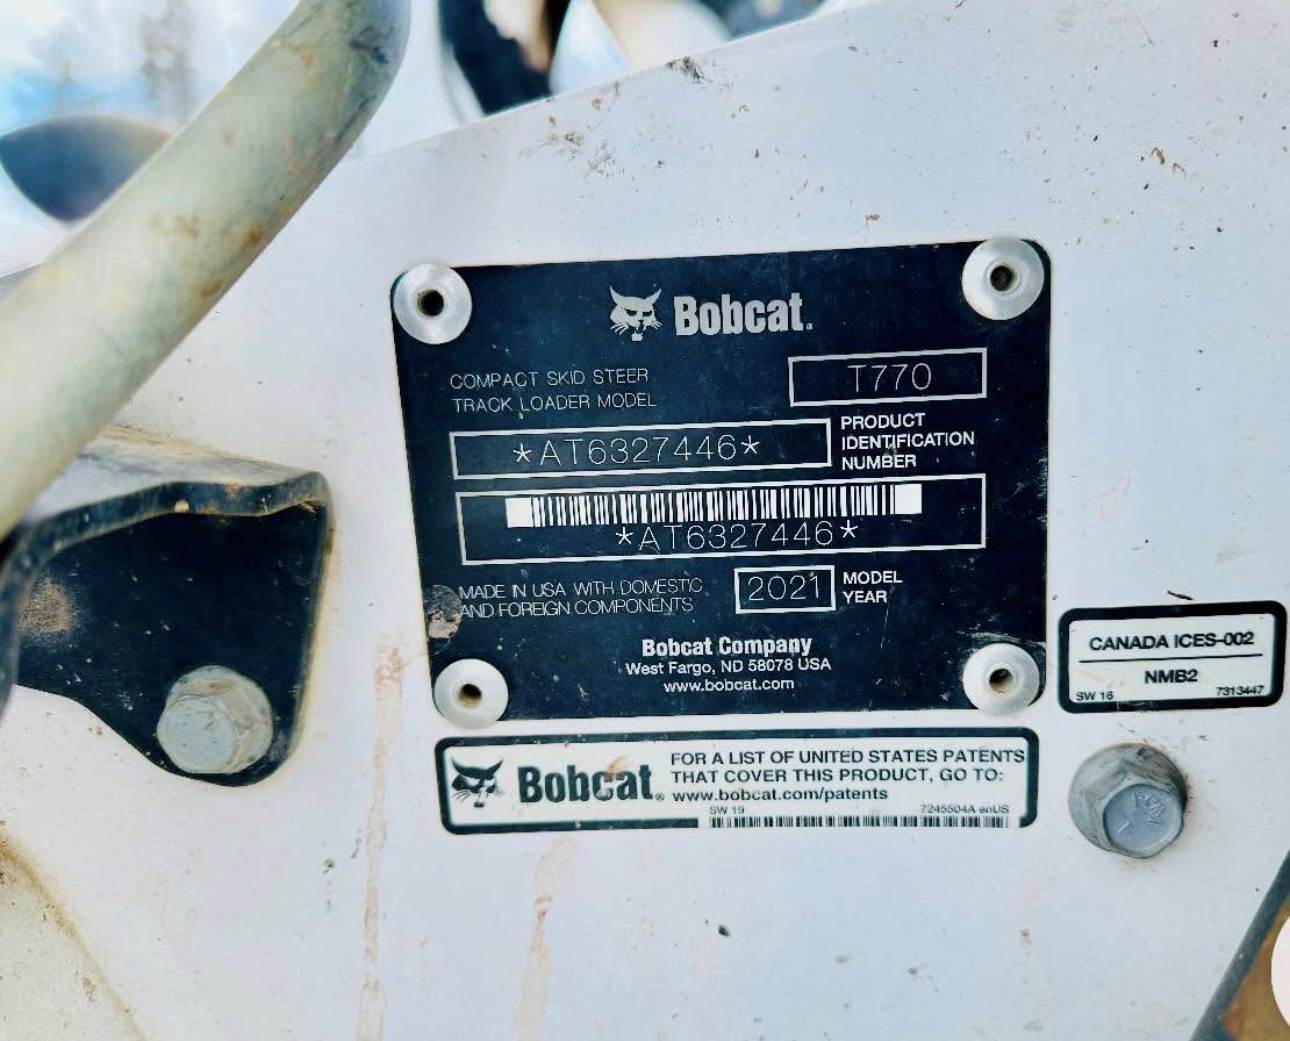 Bobcat.
COMPACT SKID STEER
TRACK LOADER MODEL
T770
*AT6327446*
PRODUCT
IDENTIFICATION
NUMBER
*AT6327446*
MADE IN USA WITH DOMESTIC
AND FOREIGN COMPONENTS
2021
MODEL
YEAR
Bobcat Company
West Fargo, ND 58078 USA
www.bobcat.com
CANADA ICES-002
NMB2
SW 16 7313447
Bobcat.
FOR A LIST OF UNITED STATES PATENTS
THAT COVER THIS PRODUCT, GO TO:
www.bobcat.com/patents
SW 19 7245504A enUS